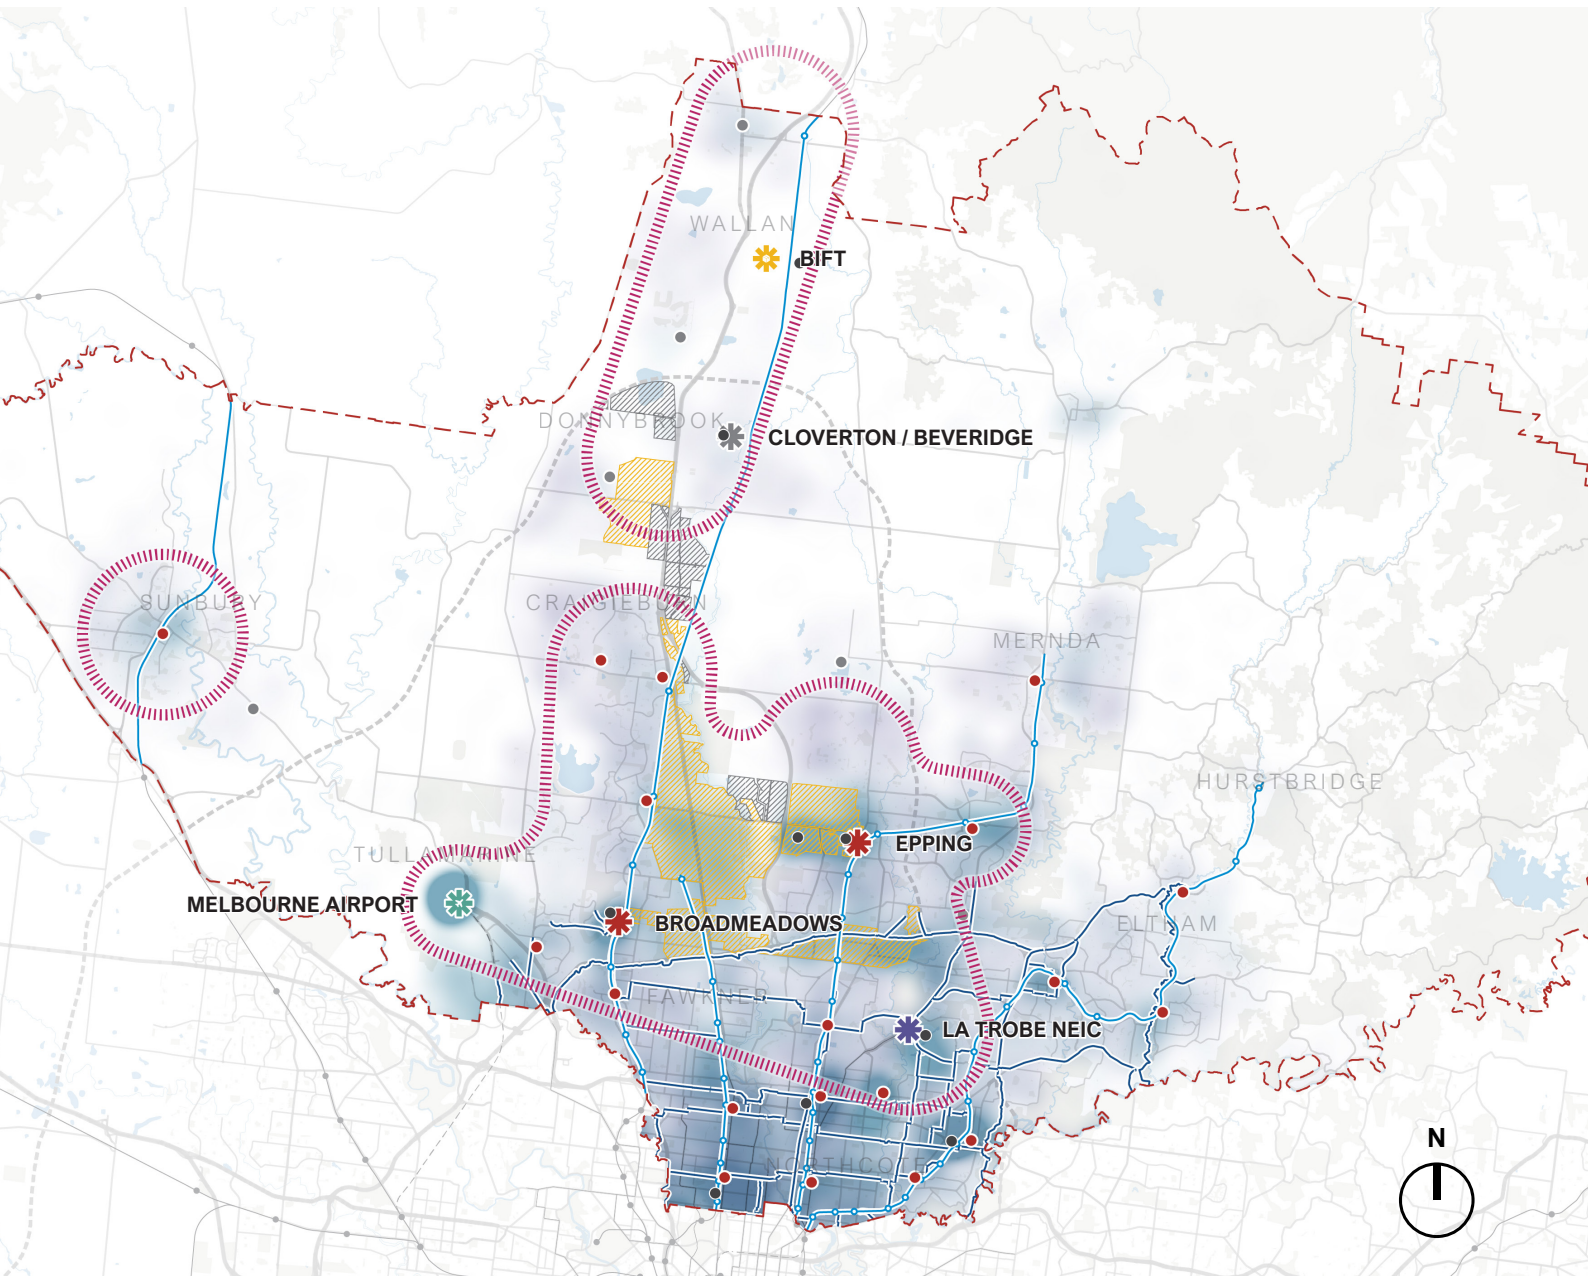 WALLAN
BIFT
DONNYBROOK
CLOVERTON / BEVERIDGE
SUNBURY
CRAIGIEBURN
MERNDA
HURSTBRIDGE
EPPING
TULLAMARINE
MELBOURNE AIRPORT
BROADMEADOWS
ELTHAM
FAWKNER
LA TROBE NEIC
NORTHCOTE
N